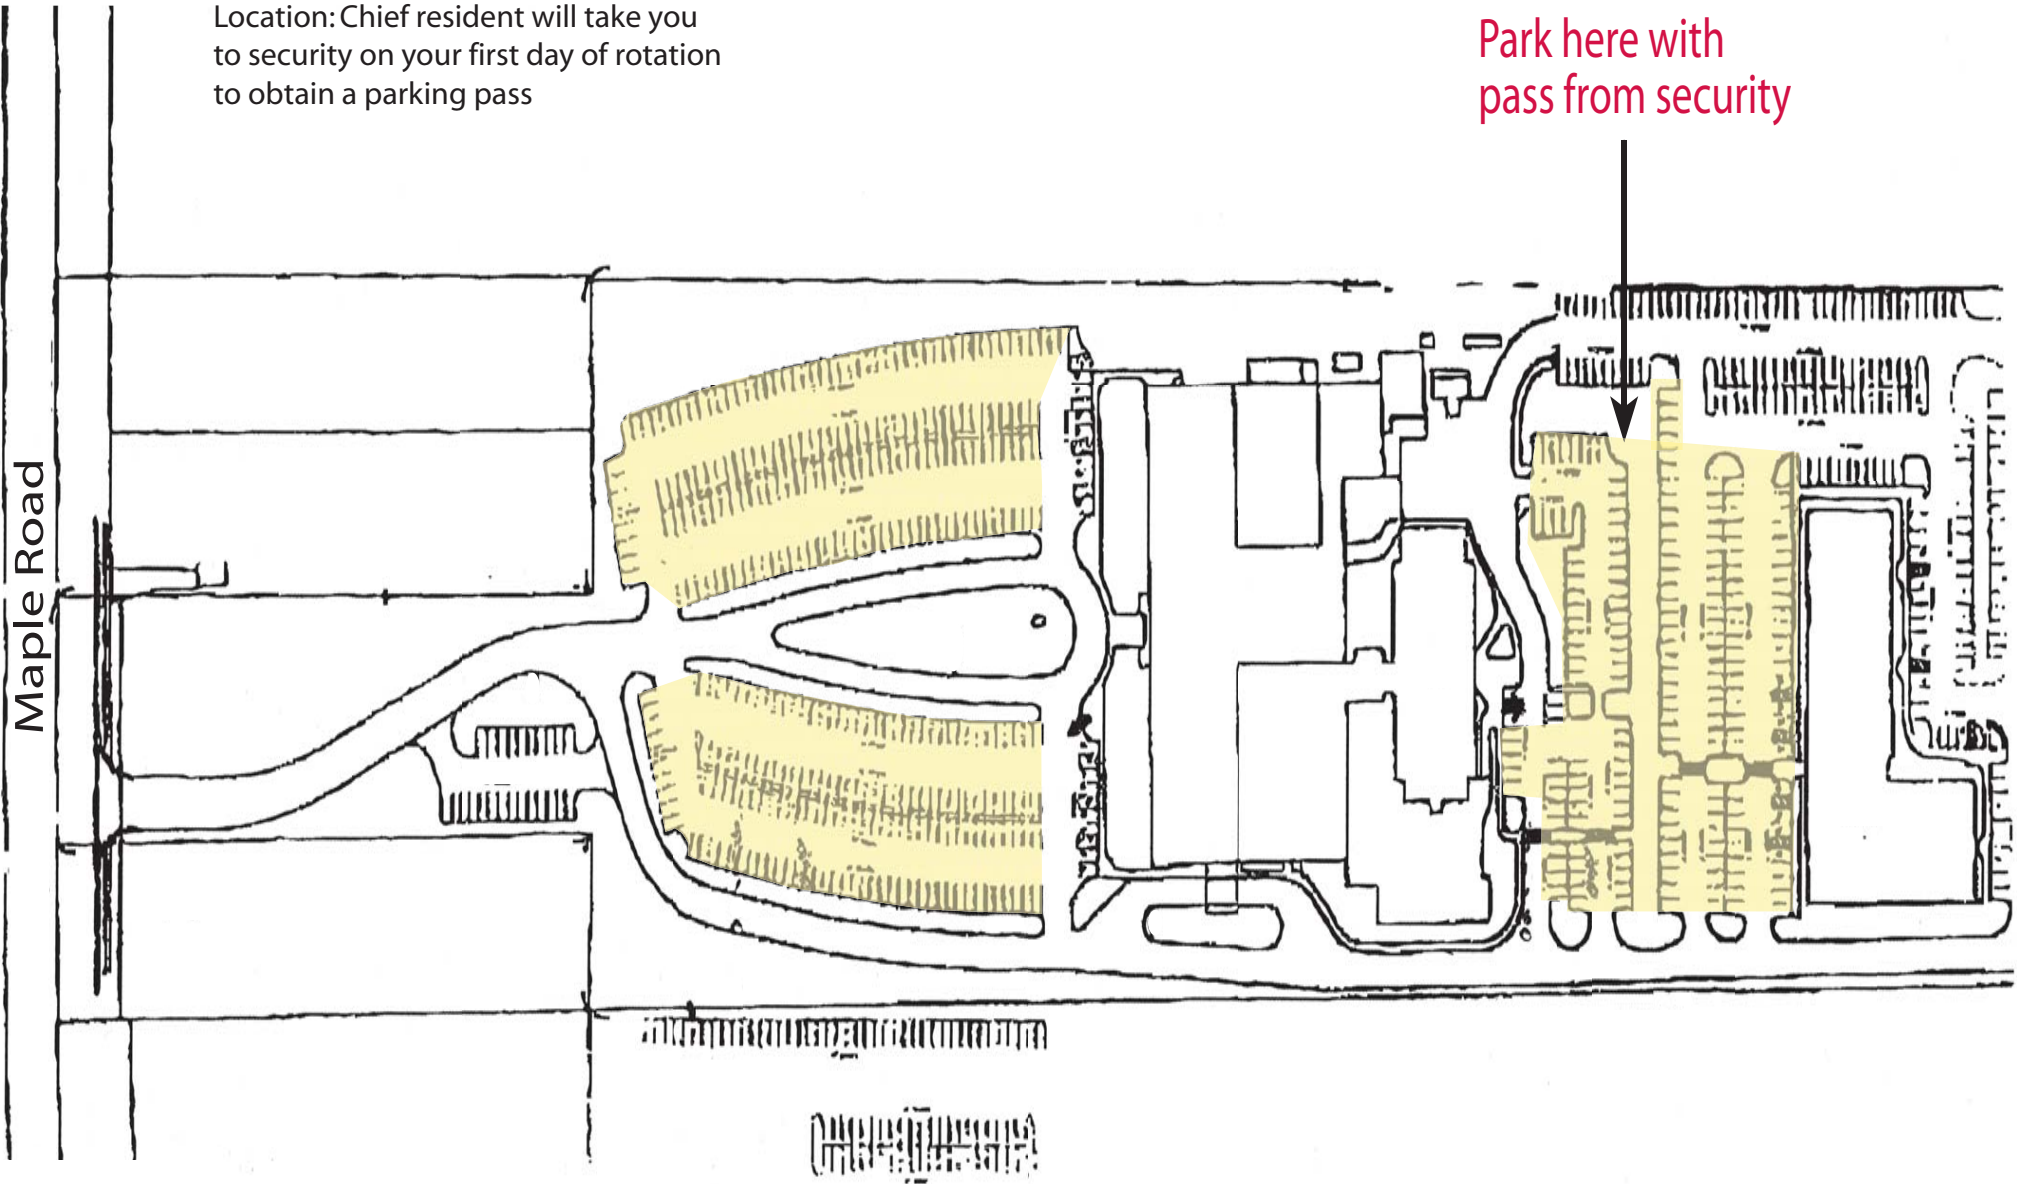 Location: Chief resident will take you
to security on your first day of rotation
to obtain a parking pass
Park here with
pass from security
Maple Road